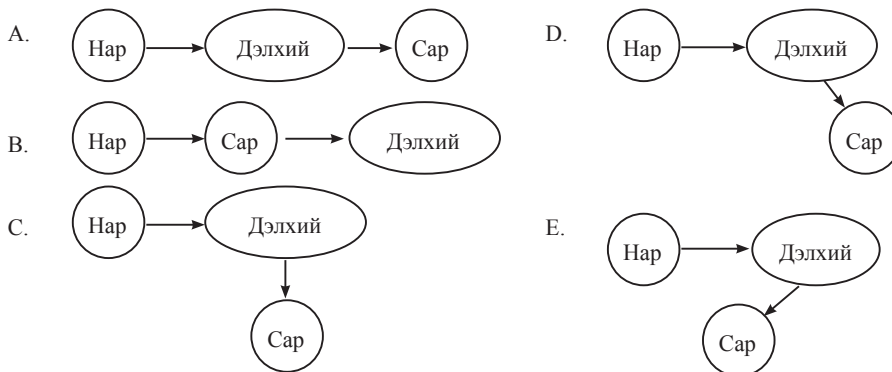 A. Нар Дэлхий Сар
B. Нар Сар Дэлхий
C. Нар Дэлхий
Сар
D. Нар Дэлхий
Сар
E. Нар Дэлхий
Сар